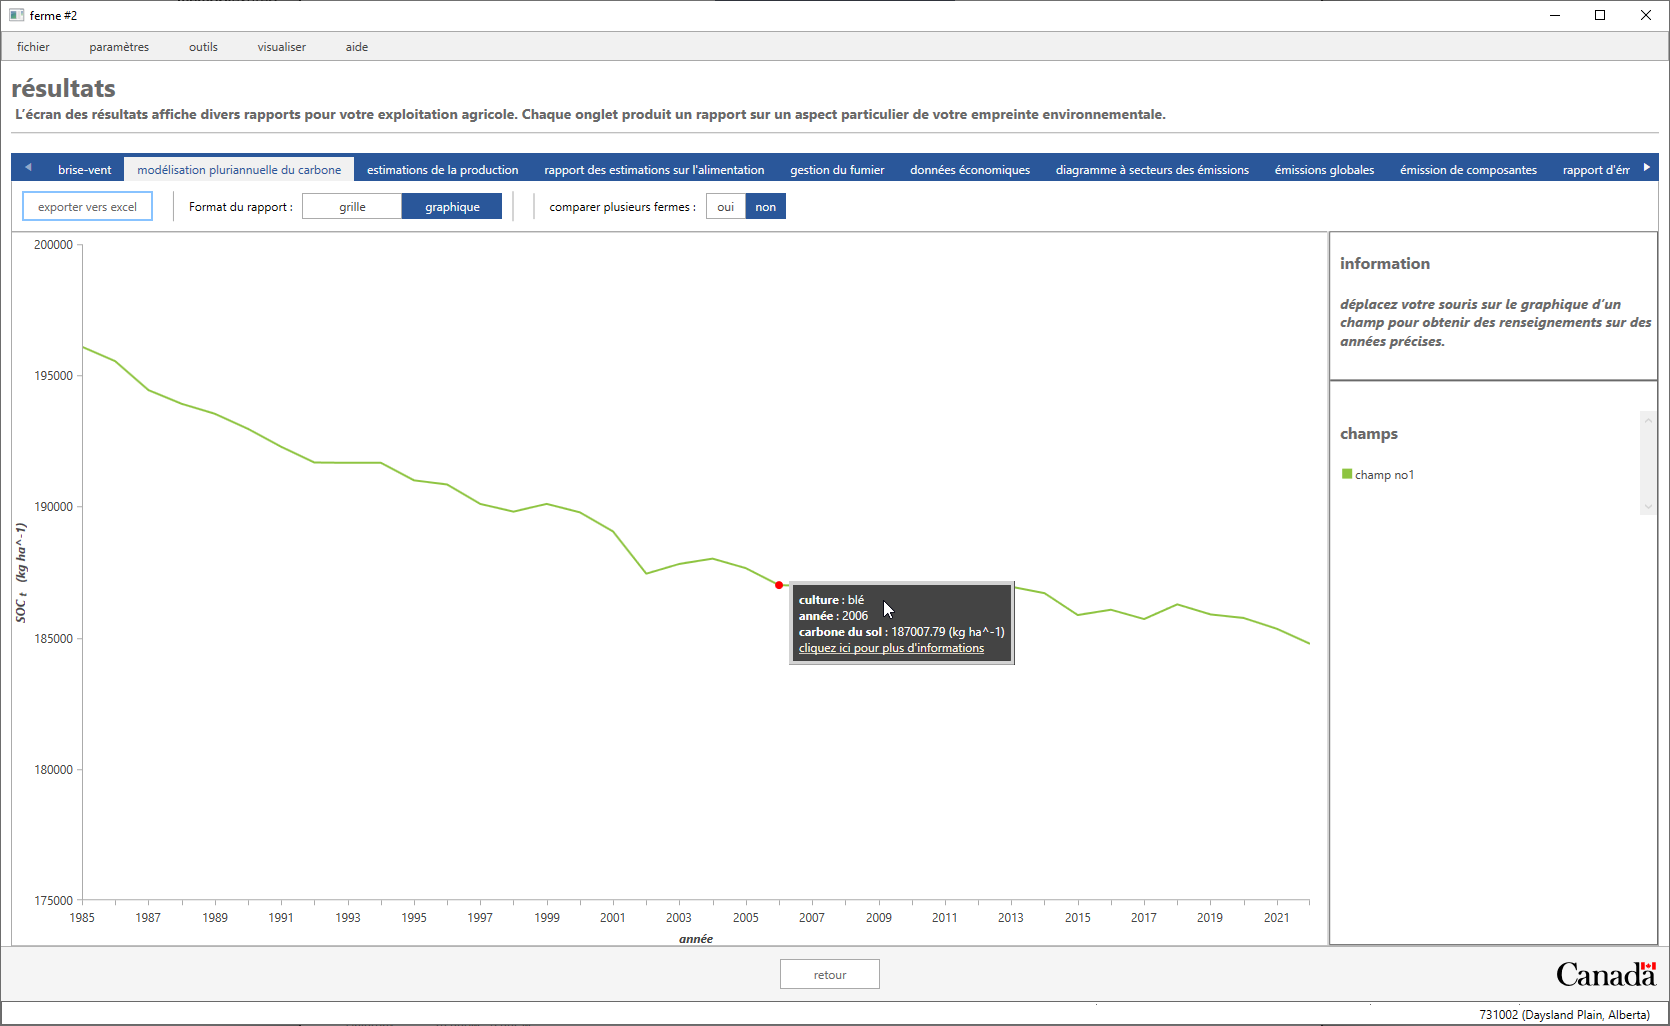 ferme #2
fichier paramètres outils visualiser aide
résultats
L'écran des résultats affiche divers rapports pour votre exploitation agricole. Chaque onglet produit un rapport sur un aspect particulier de votre empreinte environnementale.
brise-vent modélisation pluriannuelle du carbone estimations de la production rapport des estimations sur l'alimentation gestion du fumier données économiques diagramme à secteurs des émissions émissions globales émission de composantes rapport d'ém
exporter vers excel Format du rapport : grille graphique comparer plusieurs fermes : oui non
200000
195000
190000
185000
180000
175000
SOC t (kg ha^-1)
culture : blé
année : 2006
carbone du sol : 187007.79 (kg ha^-1)
cliquez ici pour plus d'informations
1985 1987 1989 1991 1993 1995 1997 1999 2001 2003 2005 2007 2009 2011 2013 2015 2017 2019 2021
année
information
déplacez votre souris sur le graphique d'un
champ pour obtenir des renseignements sur des
années précises.
champs
champ no1
retour
Canada
731002 (Daysland Plain, Alberta)